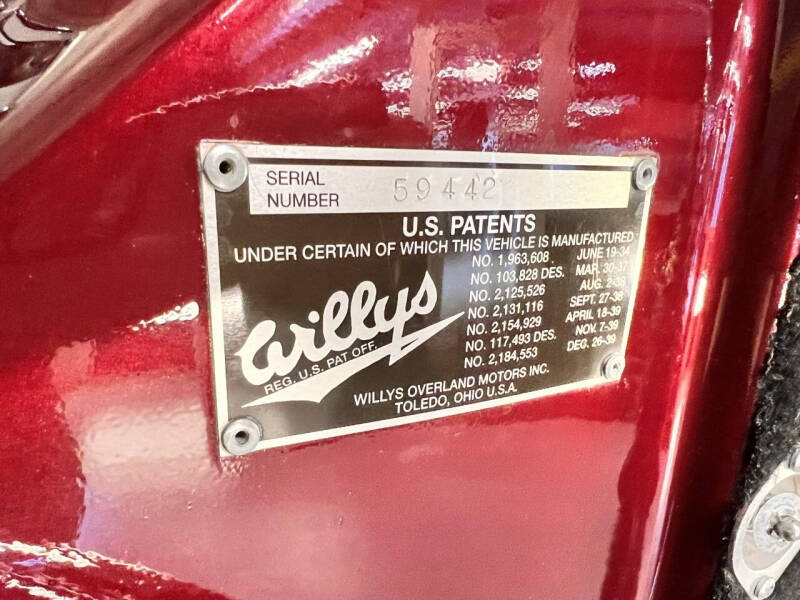 SERIAL NUMBER 59442
U.S. PATENTS
UNDER CERTAIN OF WHICH THIS VEHICLE IS MANUFACTURED
NO. 1,963,608 JUNE 19-34
NO. 103,828 DES. MAR. 30-37
NO. 2,125,526 AUG. 2-38
NO. 2,131,116 SEPT. 27-38
NO. 2,154,929 APRIL 18-39
NO. 117,493 DES. NOV. 7-39
NO. 2,184,553 DEG. 26-39
Willys
REG. U.S. PAT OFF.
WILLYS OVERLAND MOTORS INC.
TOLEDO, OHIO U.S.A.